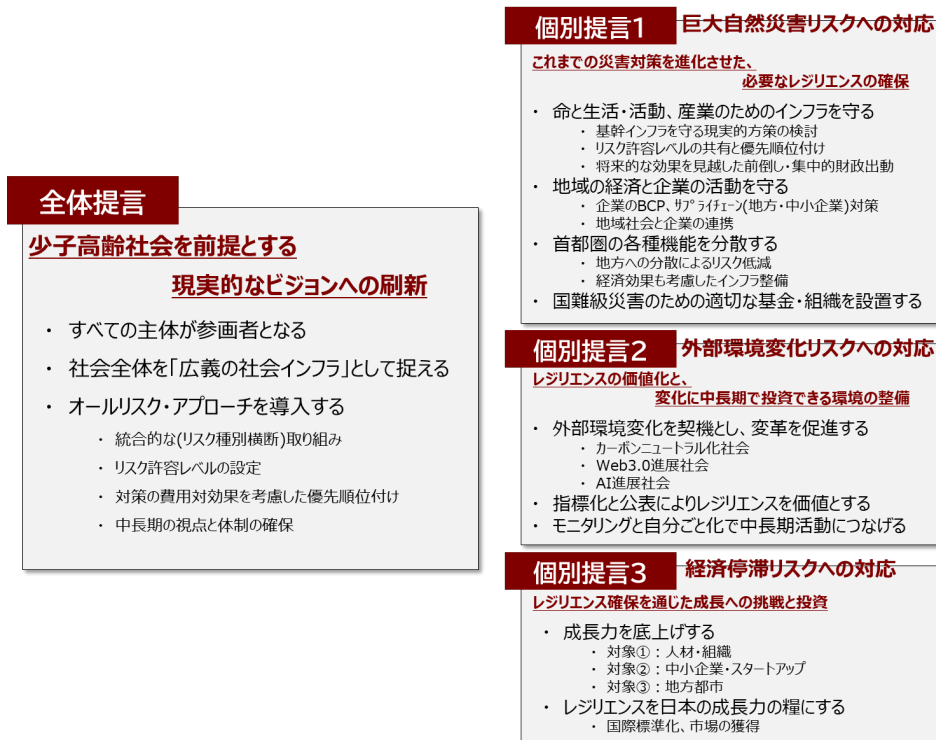 全体提言
少子高齢社会を前提とする
現実的なビジョンへの刷新
・ すべての主体が参画者となる
・ 社会全体を「広義の社会インフラ」として捉える
・ オールリスク・アプローチを導入する
・ 統合的な(リスク種別横断)取り組み
・ リスク許容レベルの設定
・ 対策の費用対効果を考慮した優先順位付け
・ 中長期の視点と体制の確保
個別提言1 巨大自然災害リスクへの対応
これまでの災害対策を進化させた、
必要なレジリエンスの確保
・ 命と生活・活動、産業のためのインフラを守る
・ 基幹インフラを守る現実的方策の検討
・ リスク許容レベルの共有と優先順位付け
・ 将来的な効果を見越した前倒し・集中的財政出動
・ 地域の経済と企業の活動を守る
・ 企業のBCP、ｻﾌﾟﾗｲﾁｪｰﾝ(地方・中小企業)対策
・ 地域社会と企業の連携
・ 首都圏の各種機能を分散する
・ 地方への分散によるリスク低減
・ 経済効果も考慮したインフラ整備
・ 国難級災害のための適切な基金・組織を設置する
個別提言2 外部環境変化リスクへの対応
レジリエンスの価値化と、
変化に中長期で投資できる環境の整備
・ 外部環境変化を契機とし、変革を促進する
・ カーボンニュートラル化社会
・ Web3.0進展社会
・ AI進展社会
・ 指標化と公表によりレジリエンスを価値とする
・ モニタリングと自分ごと化で中長期活動につなげる
個別提言3 経済停滞リスクへの対応
レジリエンス確保を通じた成長への挑戦と投資
・ 成長力を底上げする
・ 対象①：人材・組織
・ 対象②：中小企業・スタートアップ
・ 対象③：地方都市
・ レジリエンスを日本の成長力の糧にする
・ 国際標準化、市場の獲得